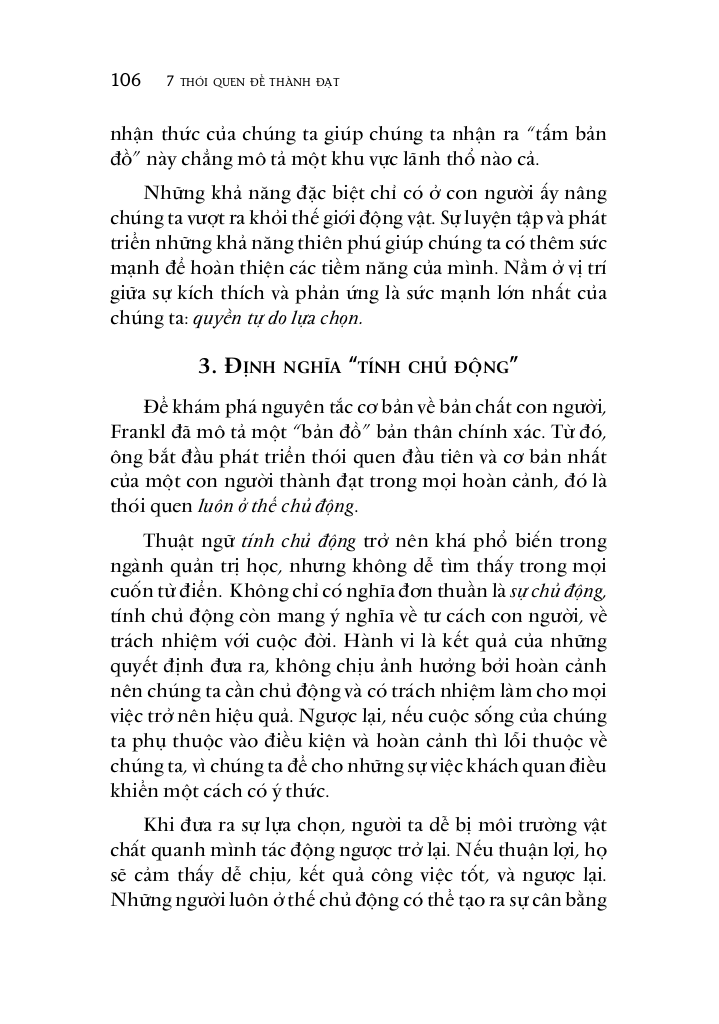 106 7 THÓI QUEN ĐỂ THÀNH ĐẠT
nhận thức của chúng ta giúp chúng ta nhận ra “tấm bản
đồ” này chẳng mô tả một khu vực lãnh thổ nào cả.
Những khả năng đặc biệt chỉ có ở con người ấy nâng
chúng ta vượt ra khỏi thế giới động vật. Sự luyện tập và phát
triển những khả năng thiên phú giúp chúng ta có thêm sức
mạnh để hoàn thiện các tiềm năng của mình. Nằm ở vị trí
giữa sự kích thích và phản ứng là sức mạnh lớn nhất của
chúng ta: quyền tự do lựa chọn.
3. ĐỊNH NGHĨA “TÍNH CHỦ ĐỘNG”
Để khám phá nguyên tắc cơ bản về bản chất con người,
Frankl đã mô tả một “bản đồ” bản thân chính xác. Từ đó,
ông bắt đầu phát triển thói quen đầu tiên và cơ bản nhất
của một con người thành đạt trong mọi hoàn cảnh, đó là
thói quen luôn ở thế chủ động.
Thuật ngữ tính chủ động trở nên khá phổ biến trong
ngành quản trị học, nhưng không dễ tìm thấy trong mọi
cuốn từ điển. Không chỉ có nghĩa đơn thuần là sự chủ động,
tính chủ động còn mang ý nghĩa về tư cách con người, về
trách nhiệm với cuộc đời. Hành vi là kết quả của những
quyết định đưa ra, không chịu ảnh hưởng bởi hoàn cảnh
nên chúng ta cần chủ động và có trách nhiệm làm cho mọi
việc trở nên hiệu quả. Ngược lại, nếu cuộc sống của chúng
ta phụ thuộc vào điều kiện và hoàn cảnh thì lỗi thuộc về
chúng ta, vì chúng ta để cho những sự việc khách quan điều
khiển một cách có ý thức.
Khi đưa ra sự lựa chọn, người ta dễ bị môi trường vật
chất quanh mình tác động ngược trở lại. Nếu thuận lợi, họ
sẽ cảm thấy dễ chịu, kết quả công việc tốt, và ngược lại.
Những người luôn ở thế chủ động có thể tạo ra sự cân bằng